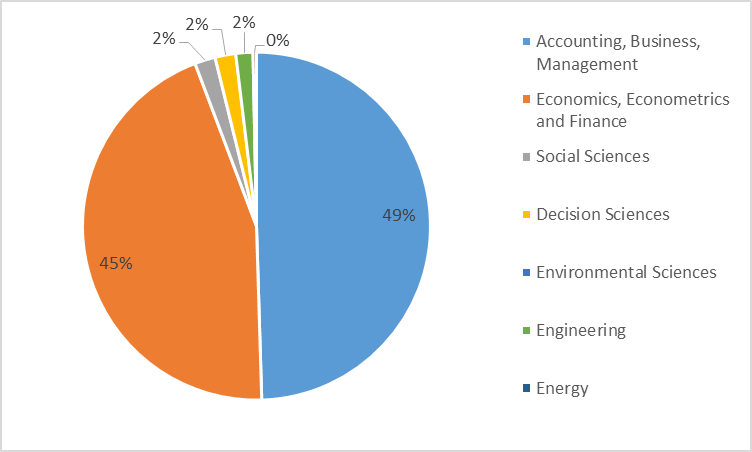 2%
2%
2%
0%
49%
45%
Accounting, Business,
Management
Economics, Econometrics
and Finance
Social Sciences
Decision Sciences
Environmental Sciences
Engineering
Energy